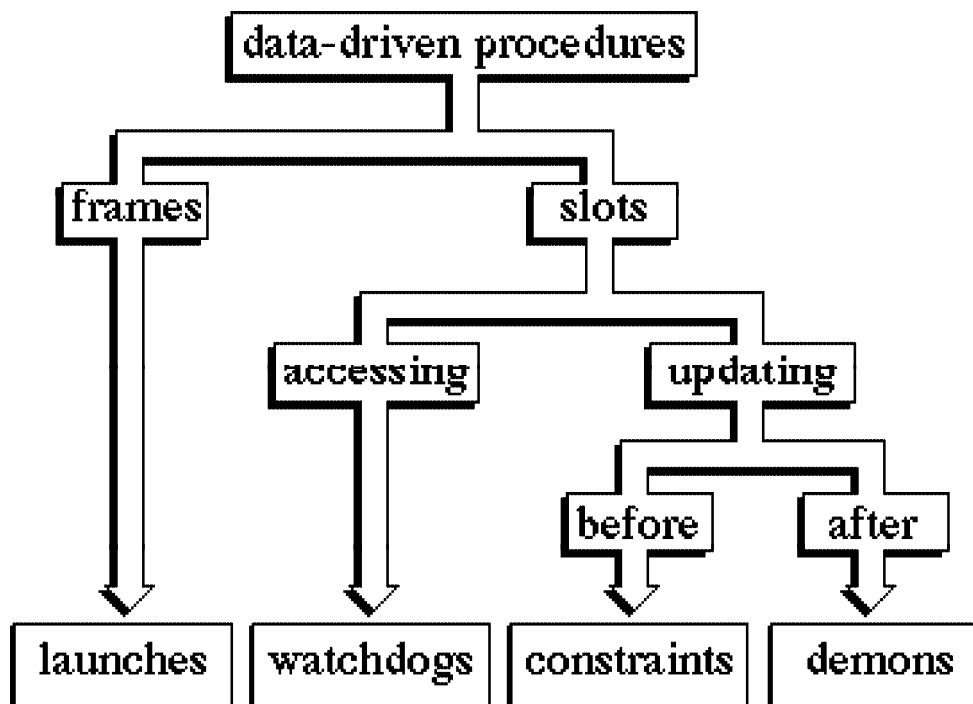 data-driven procedures
frames
slots
accessing
updating
before
after
launches
watchdogs
constraints
demons